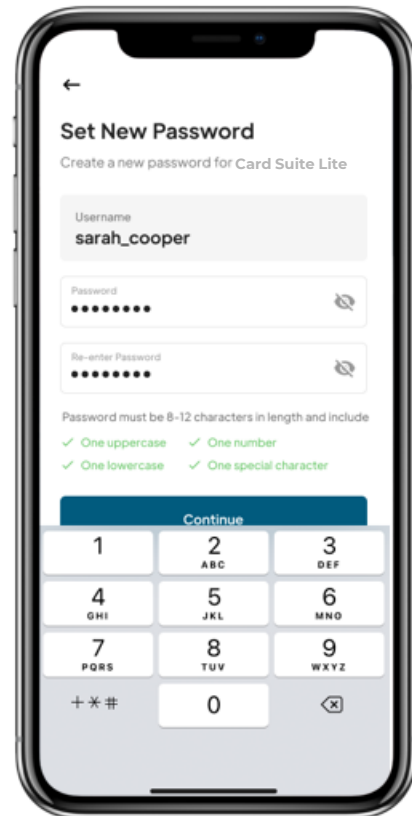 Set New Password
Create a new password for Card Suite Lite
Username
sarah_cooper
Password
••••••••
Re-enter Password
••••••••
Password must be 8-12 characters in length and include
✓ One uppercase ✓ One number
✓ One lowercase ✓ One special character
Continue
1 2 3
ABC DEF
4 5 6
GHI JKL MNO
7 8 9
PQRS TUV WXYZ
+*# 0